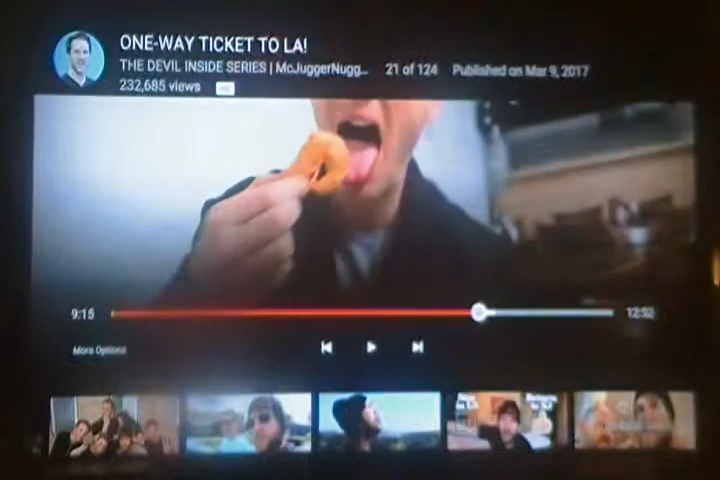 ONE-WAY TICKET TO LA!
THE DEVIL INSIDE SERIES | McJuggerNugg... 21 of 124 Published on Mar 9, 2017
232,685 views
9:15
12:52
More Options